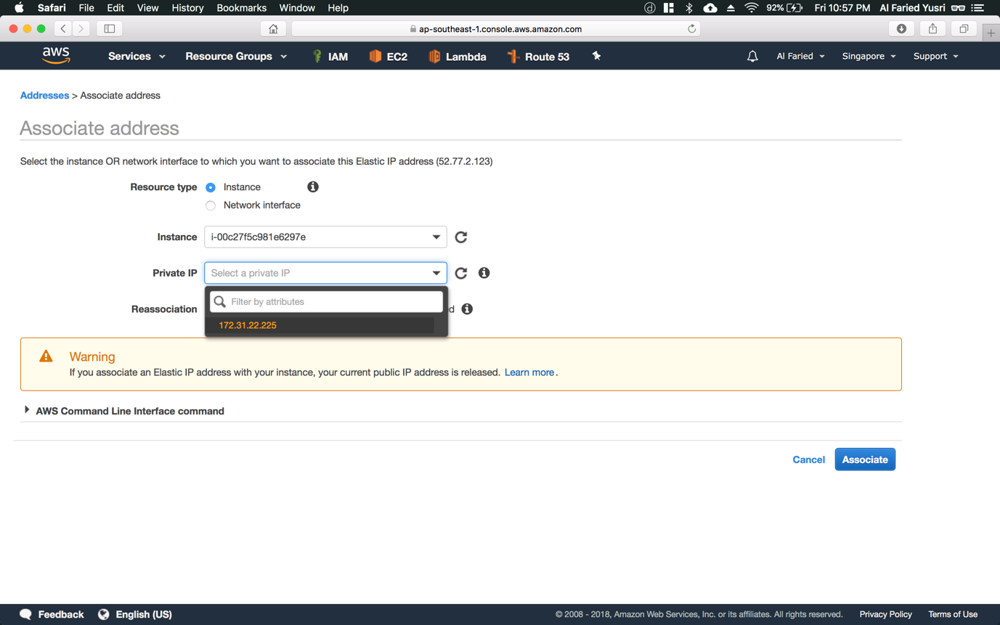 Safari File Edit View History Bookmarks Window Help 92% Fri 10:57 PM Al Faried Yusri
ap-southeast-1.console.aws.amazon.com
aws Services Resource Groups IAM EC2 Lambda Route 53 Al Faried Singapore Support
Addresses > Associate address
Associate address
Select the instance OR network interface to which you want to associate this Elastic IP address (52.77.2.123)
Resource type Instance
Network interface
Instance i-00c27f5c981e6297e
Private IP Select a private IP
Filter by attributes
Reassociation d
172.31.22.225
Warning
If you associate an Elastic IP address with your instance, your current public IP address is released. Learn more.
AWS Command Line Interface command
Cancel Associate
Feedback English (US) © 2008 - 2018, Amazon Web Services, Inc. or its affiliates. All rights reserved. Privacy Policy Terms of Use